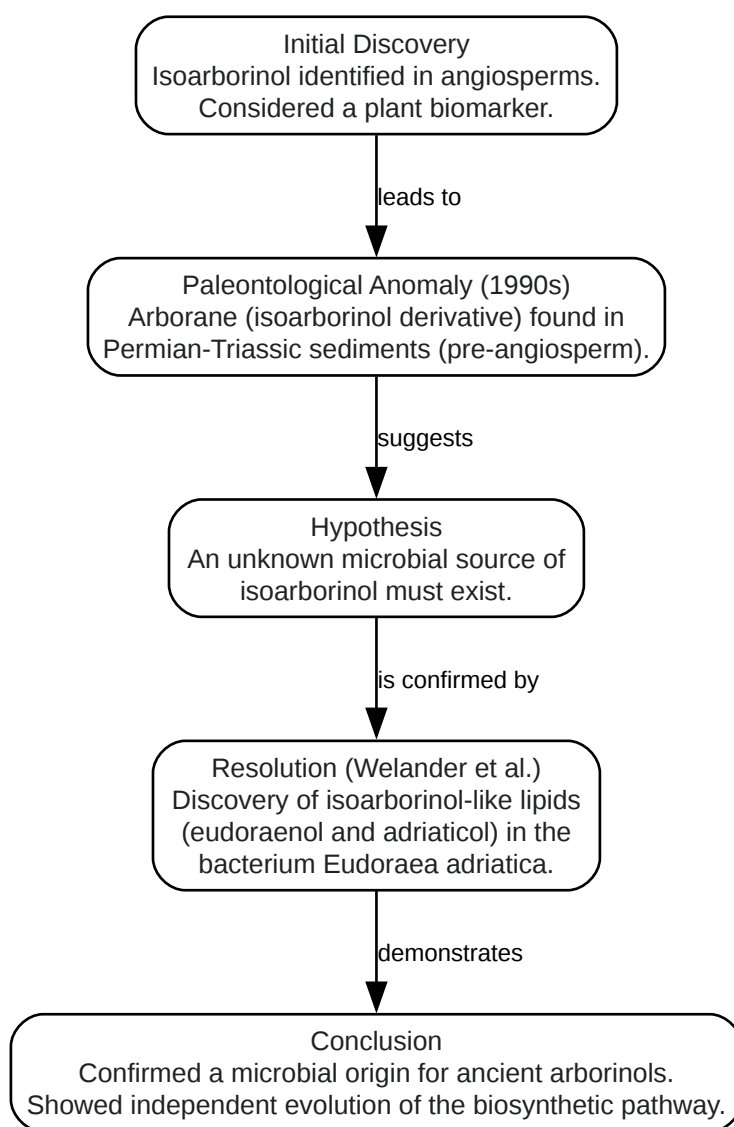 Initial Discovery
Isoarborinol identified in angiosperms.
Considered a plant biomarker.
leads to
Paleontological Anomaly (1990s)
Arborane (isoarborinol derivative) found in
Permian-Triassic sediments (pre-angiosperm).
suggests
Hypothesis
An unknown microbial source of
isoarborinol must exist.
is confirmed by
Resolution (Welander et al.)
Discovery of isoarborinol-like lipids
(eudoraenol and adriaticol) in the
bacterium Eudoraea adriatica.
demonstrates
Conclusion
Confirmed a microbial origin for ancient arborinols.
Showed independent evolution of the biosynthetic pathway.